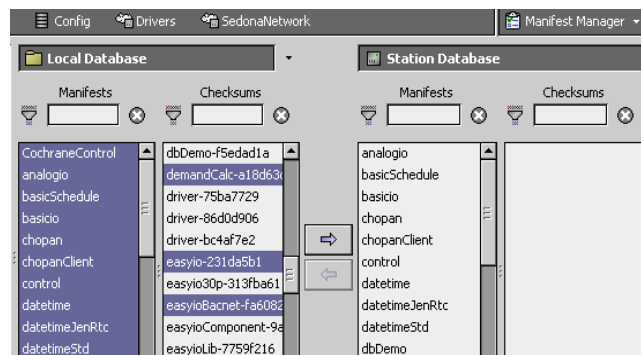 Config Drivers SedonaNetwork Manifest Manager
Local Database
Station Database
Manifests Checksums Manifests Checksums
CochraneControl
analogio
basicSchedule
basicio
chopan
chopanClient
control
datetime
datetimeJenRtc
datetimeStd
dbDemo-f5edad1a
demandCalc-a18d63c
driver-75ba7729
driver-86d0d906
driver-bc4af7e2
easyio-231da5b1
easyio30p-313fba61
easyioBacnet-fa6082
easyioComponent-9a
easyioLib-7759f216
analogio
basicSchedule
basicio
chopan
chopanClient
control
datetime
datetimeJenRtc
datetimeStd
dbDemo